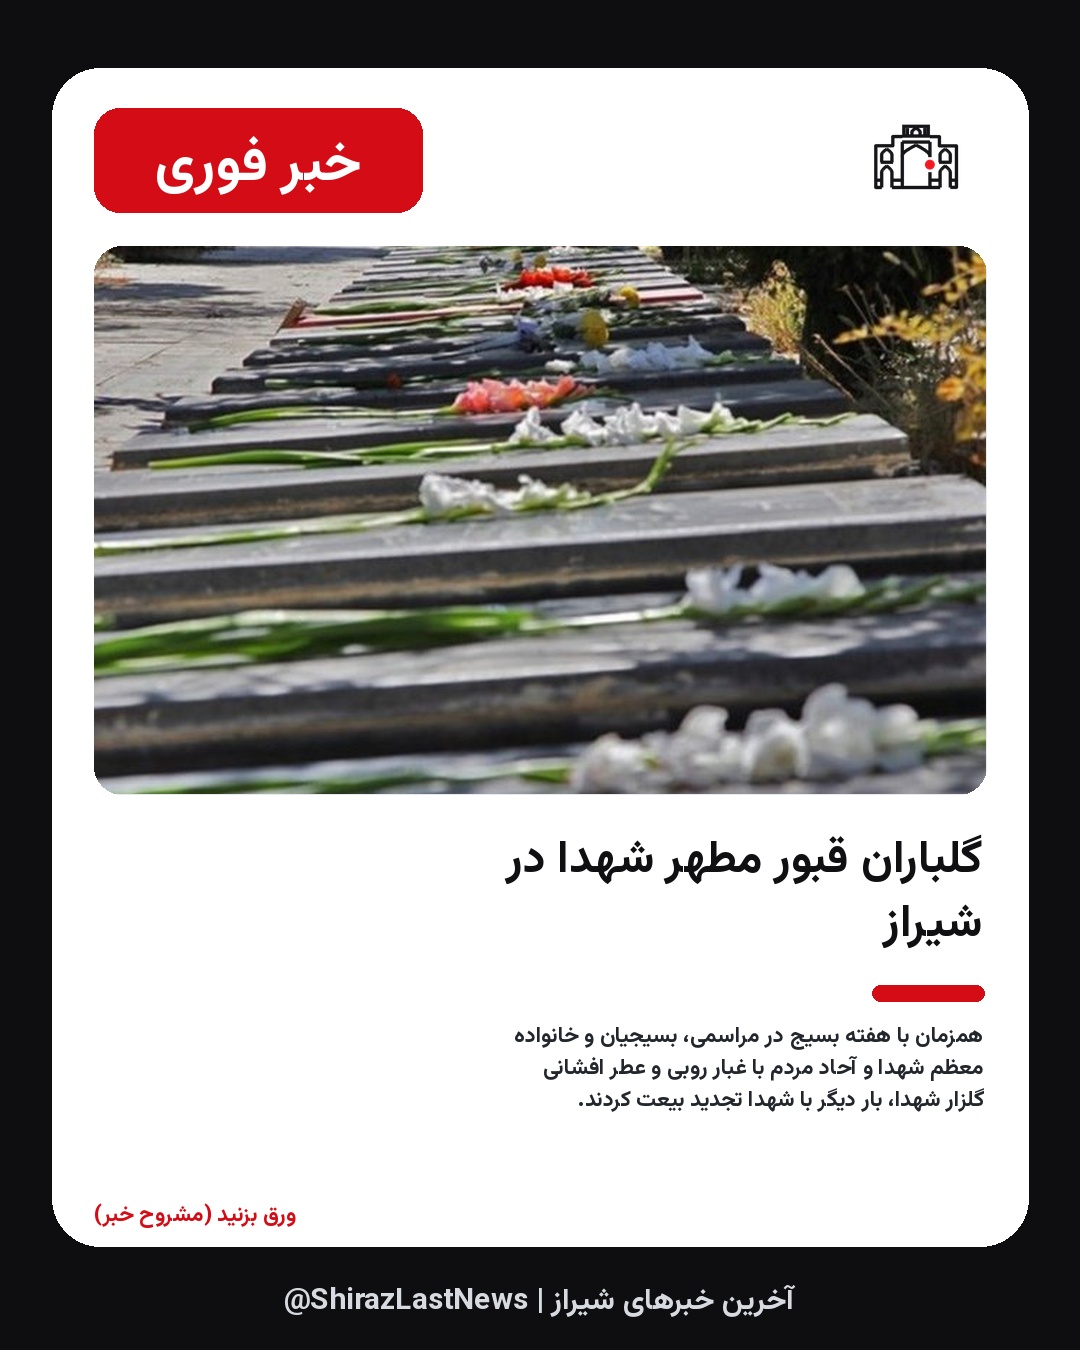 خبر فوری
گلباران قبور مطهر شهدا در
شیراز
همزمان با هفته بسیج در مراسمی، بسیجیان و خانواده
معظم شهدا و آحاد مردم با غبار روبی و عطر افشانی
گلزار شهدا، بار دیگر با شهدا تجدید بیعت کردند.
ورق بزنید (مشروح خبر)
آخرین خبرهای شیراز | @ShirazLastNews